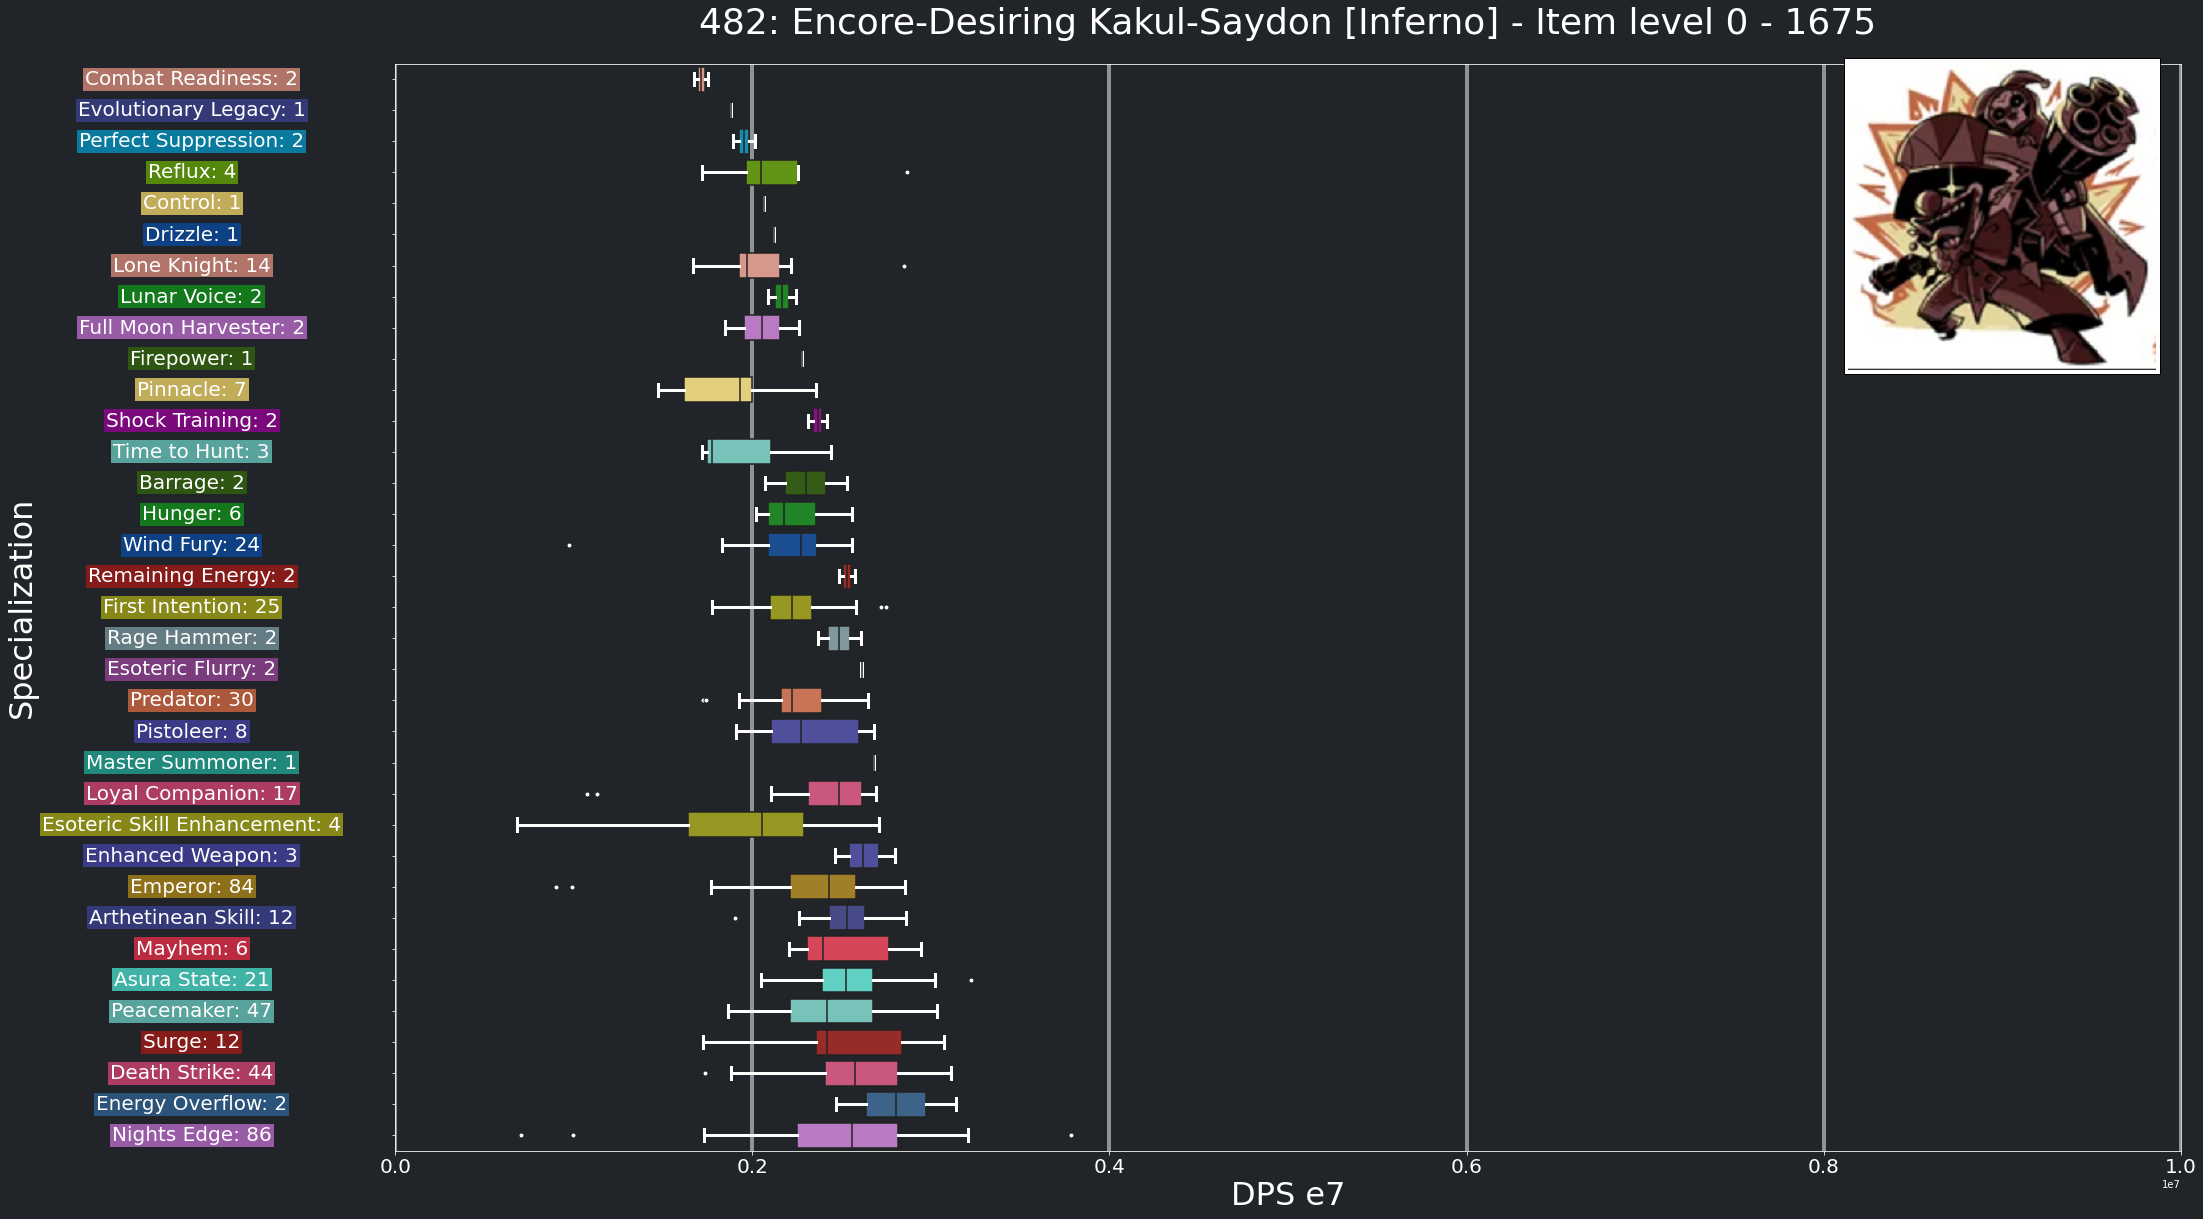 482: Encore-Desiring Kakul-Saydon [Inferno] - Item level 0 - 1675
Combat Readiness: 2
Evolutionary Legacy: 1
Perfect Suppression: 2
Reflux: 4
Control: 1
Drizzle: 1
Lone Knight: 14
Lunar Voice: 2
Full Moon Harvester: 2
Firepower: 1
Pinnacle: 7
Shock Training: 2
Time to Hunt: 3
Barrage: 2
Hunger: 6
Wind Fury: 24
Remaining Energy: 2
First Intention: 25
Rage Hammer: 2
Esoteric Flurry: 2
Predator: 30
Pistoleer: 8
Master Summoner: 1
Loyal Companion: 17
Esoteric Skill Enhancement: 4
Enhanced Weapon: 3
Emperor: 84
Arthetinean Skill: 12
Mayhem: 6
Asura State: 21
Peacemaker: 47
Surge: 12
Death Strike: 44
Energy Overflow: 2
Nights Edge: 86
Specialization
0.0 0.2 0.4 0.6 0.8 1.0
1e7
DPS e7